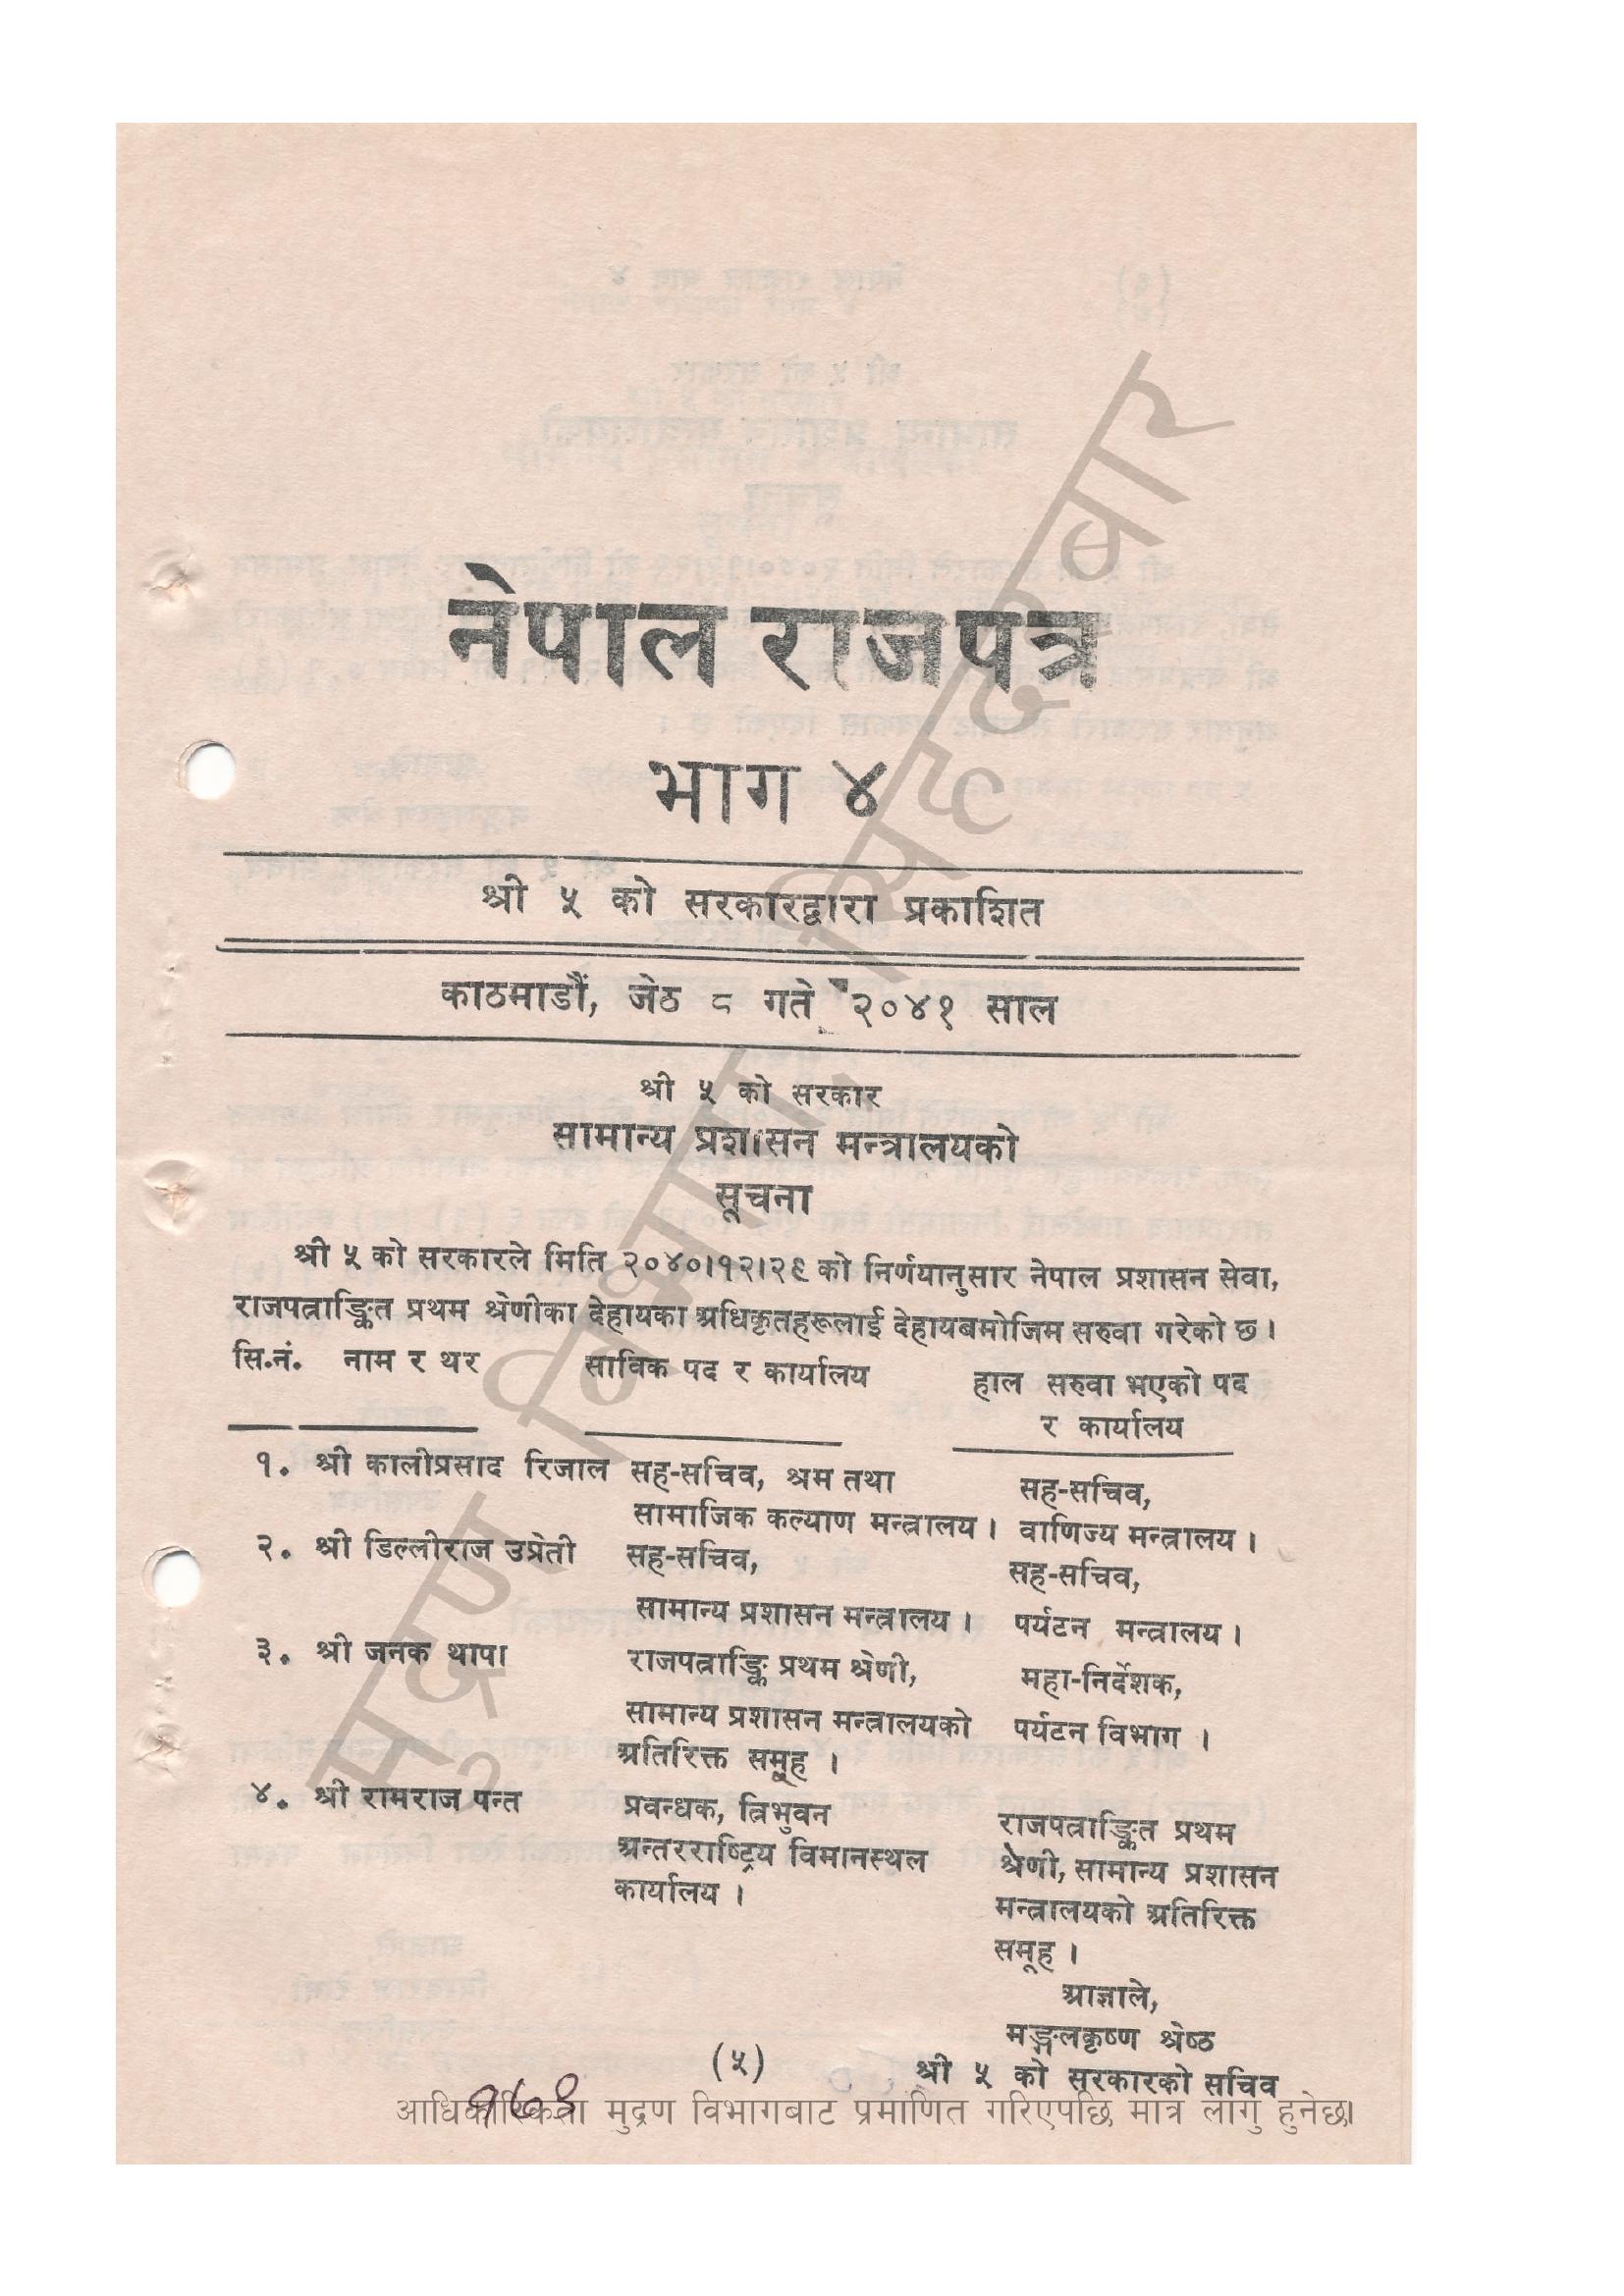 नेपाल राजपत्र
भाग ४
श्री ५ को सरकारद्वारा प्रकाशित
काठमाडौं, जेठ ८ गते २०४१ साल
श्री ५ को सरकार
सामान्य प्रशासन मन्त्रालयको
सूचना
श्री ५ को सरकारले मिति २०४०।१२।२९ को निर्णयानुसार नेपाल प्रशासन सेवा,
राजपत्राङ्कित प्रथम श्रेणीका देहायका अधिकृतहरूलाई देहायबमोजिम सरुवा गरेको छ ।
सि.नं. नाम र थर साविक पद र कार्यालय हाल सरुवा भएको पद
र कार्यालय
१. श्री कालीप्रसाद रिजाल सह-सचिव, श्रम तथा सह-सचिव,
सामाजिक कल्याण मन्त्रालय । वाणिज्य मन्त्रालय ।
२. श्री डिल्लीराज उप्रेती सह-सचिव, सह-सचिव,
सामान्य प्रशासन मन्त्रालय । पर्यटन मन्त्रालय ।
३. श्री जनक थापा राजपत्राङ्कि प्रथम श्रेणी, महा-निर्देशक,
सामान्य प्रशासन मन्त्रालयको पर्यटन विभाग ।
अतिरिक्त समूह ।
४. श्री रामराज पन्त प्रवन्धक, त्रिभुवन राजपत्राङ्कित प्रथम
अन्तरराष्ट्रिय विमानस्थल श्रेणी, सामान्य प्रशासन
कार्यालय । मन्त्रालयको अतिरिक्त
समूह ।
आज्ञाले,
मङ्गलकृष्ण श्रेष्ठ
(५) श्री ५ को सरकारको सचिव
आधिकारिकता मुद्रण विभागबाट प्रमाणित गरिएपछि मात्र लागु हुनेछ।
मुद्रण विभाग, सिंहदरवार